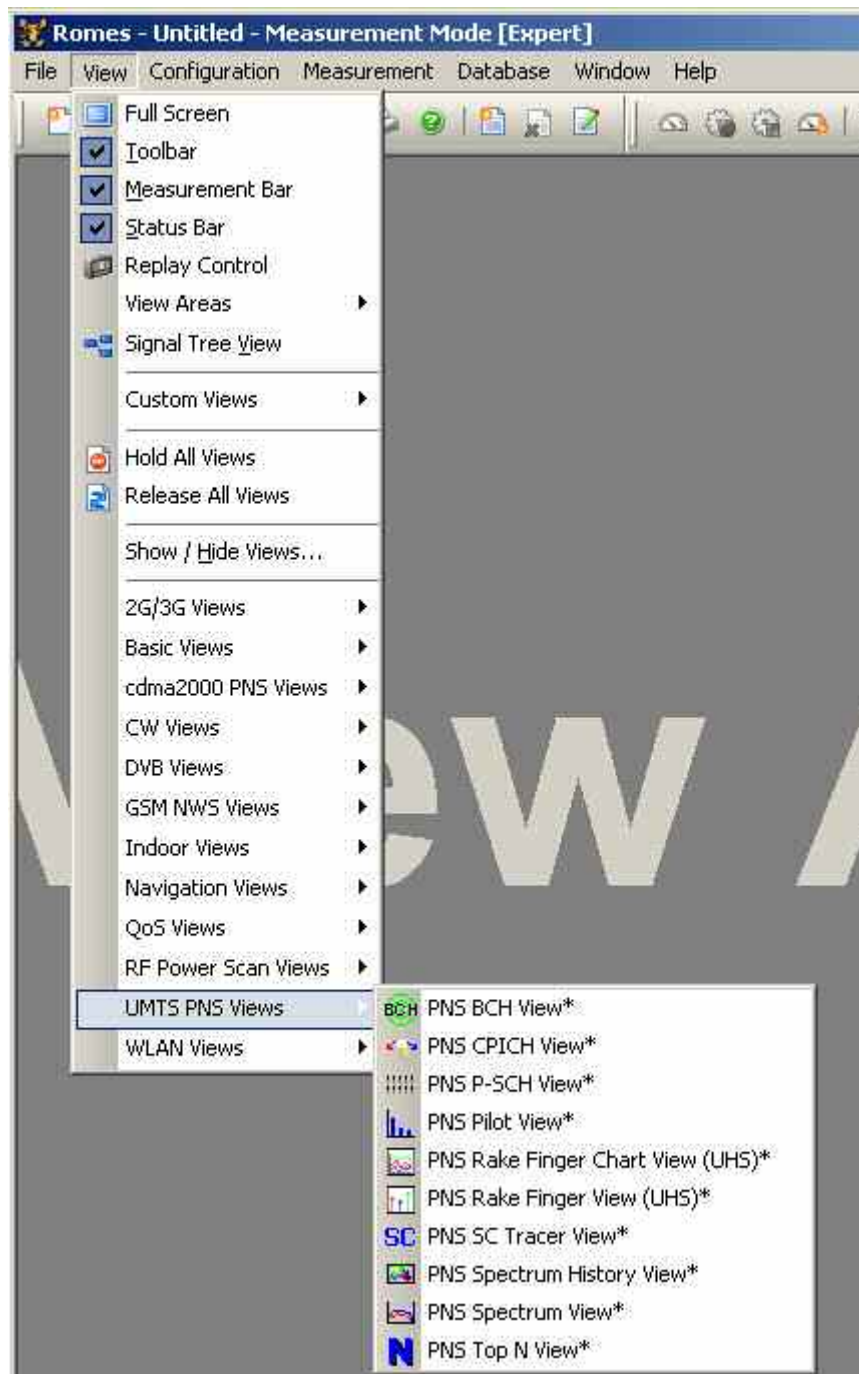 Romes - Untitled - Measurement Mode [Expert]
File View Configuration Measurement Database Window Help
Full Screen
Toolbar
Measurement Bar
Status Bar
Replay Control
View Areas
Signal Tree View
Custom Views
Hold All Views
Release All Views
Show / Hide Views...
2G/3G Views
Basic Views
cdma2000 PNS Views
CW Views
DVB Views
GSM NWS Views
Indoor Views
Navigation Views
QoS Views
RF Power Scan Views
UMTS PNS Views
WLAN Views
BCH PNS BCH View*
PNS CPICH View*
PNS P-SCH View*
PNS Pilot View*
PNS Rake Finger Chart View (UHS)*
PNS Rake Finger View (UHS)*
SC PNS SC Tracer View*
PNS Spectrum History View*
PNS Spectrum View*
N PNS Top N View*